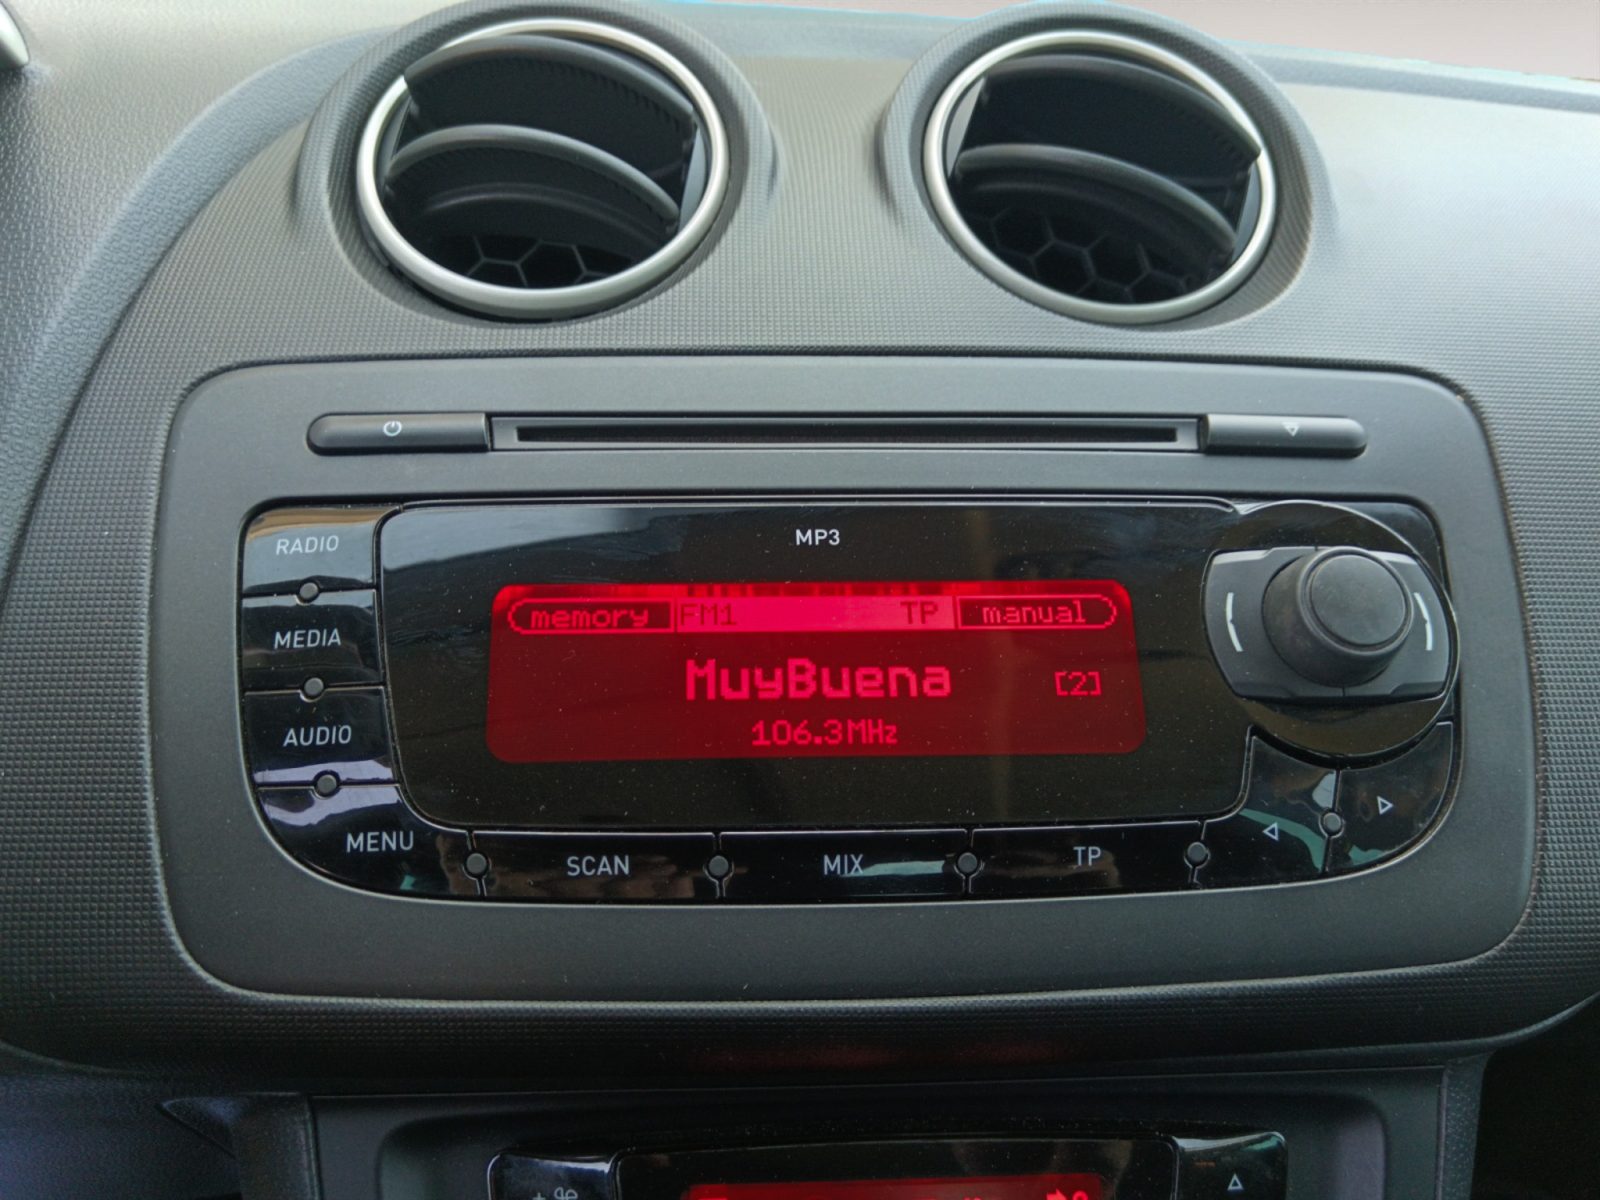 MP3
RADIO
memory FM1 TP manual
MEDIA
MuyBuena [2]
106.3MHz
AUDIO
MENU
SCAN
MIX
TP